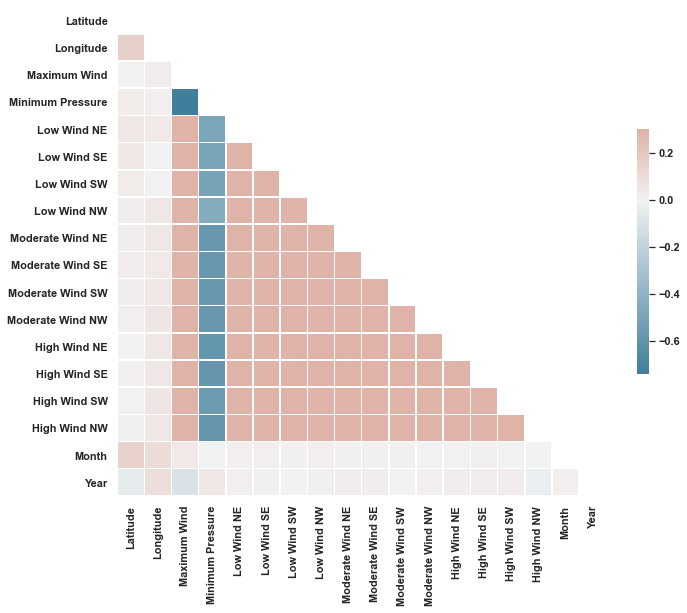 Latitude
Longitude
Maximum Wind
Minimum Pressure
Low Wind NE
Low Wind SE
Low Wind SW
Low Wind NW
Moderate Wind NE
Moderate Wind SE
Moderate Wind SW
Moderate Wind NW
High Wind NE
High Wind SE
High Wind SW
High Wind NW
Month
Year
0.2
0.0
−0.2
−0.4
−0.6
Latitude
Longitude
Maximum Wind
Minimum Pressure
Low Wind NE
Low Wind SE
Low Wind SW
Low Wind NW
Moderate Wind NE
Moderate Wind SE
Moderate Wind SW
Moderate Wind NW
High Wind NE
High Wind SE
High Wind SW
High Wind NW
Month
Year